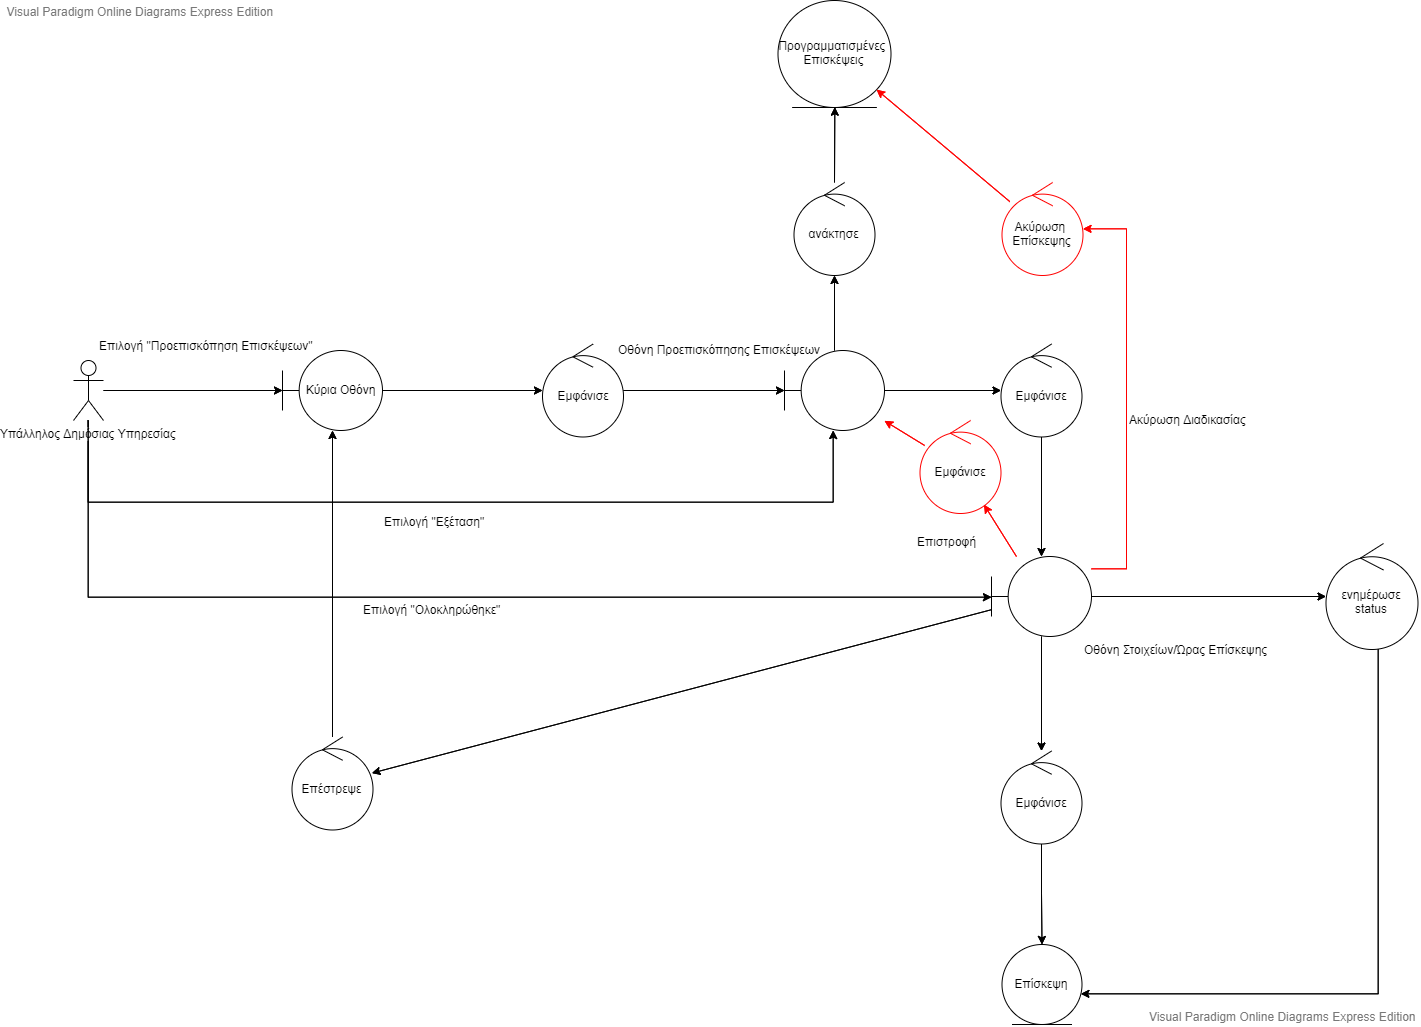 Visual Paradigm Online Diagrams Express Edition
Προγραμματισμένες
Επισκέψεις
ανάκτησε
Ακύρωση
Επίσκεψης
Επιλογή "Προεπισκόπηση Επισκέψεων"
Οθόνη Προεπισκόπησης Επισκέψεων
Κύρια Οθόνη
Εμφάνισε
Εμφάνισε
Ακύρωση Διαδικασίας
Υπάλληλος Δημόσιας Υπηρεσίας
Εμφάνισε
Επιλογή "Εξέταση"
Επιστροφή
Επιλογή "Ολοκληρώθηκε"
ενημέρωσε
status
Οθόνη Στοιχείων/Ώρας Επίσκεψης
Επέστρεψε
Εμφάνισε
Επίσκεψη
Visual Paradigm Online Diagrams Express Edition